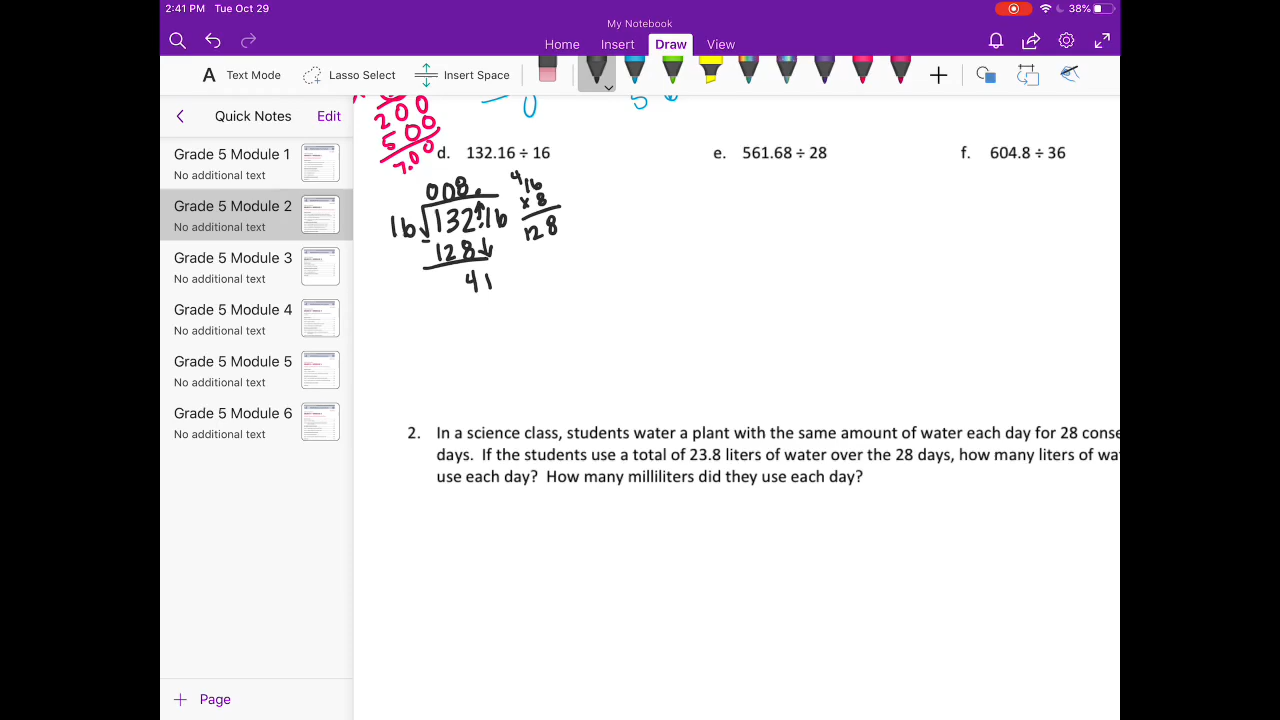 2:41 PM Tue Oct 29
38%
My Notebook
Home Insert Draw View
Text Mode Lasso Select Insert Space
Quick Notes Edit
Grade 5 Module 1
No additional text
Grade 5 Module 2
No additional text
Grade 5 Module 3
No additional text
Grade 5 Module 4
No additional text
Grade 5 Module 5
No additional text
Grade 5 Module 6
No additional text
Page
200
500
7.00
d. 132.16 ÷ 16 e. 561.68 ÷ 28 f. 604.8 ÷ 36
008.
16 132.16
128
41
4
16
x 8
128
2. In a science class, students water a plant with the same amount of water each day for 28 conse
days. If the students use a total of 23.8 liters of water over the 28 days, how many liters of wa
use each day? How many milliliters did they use each day?